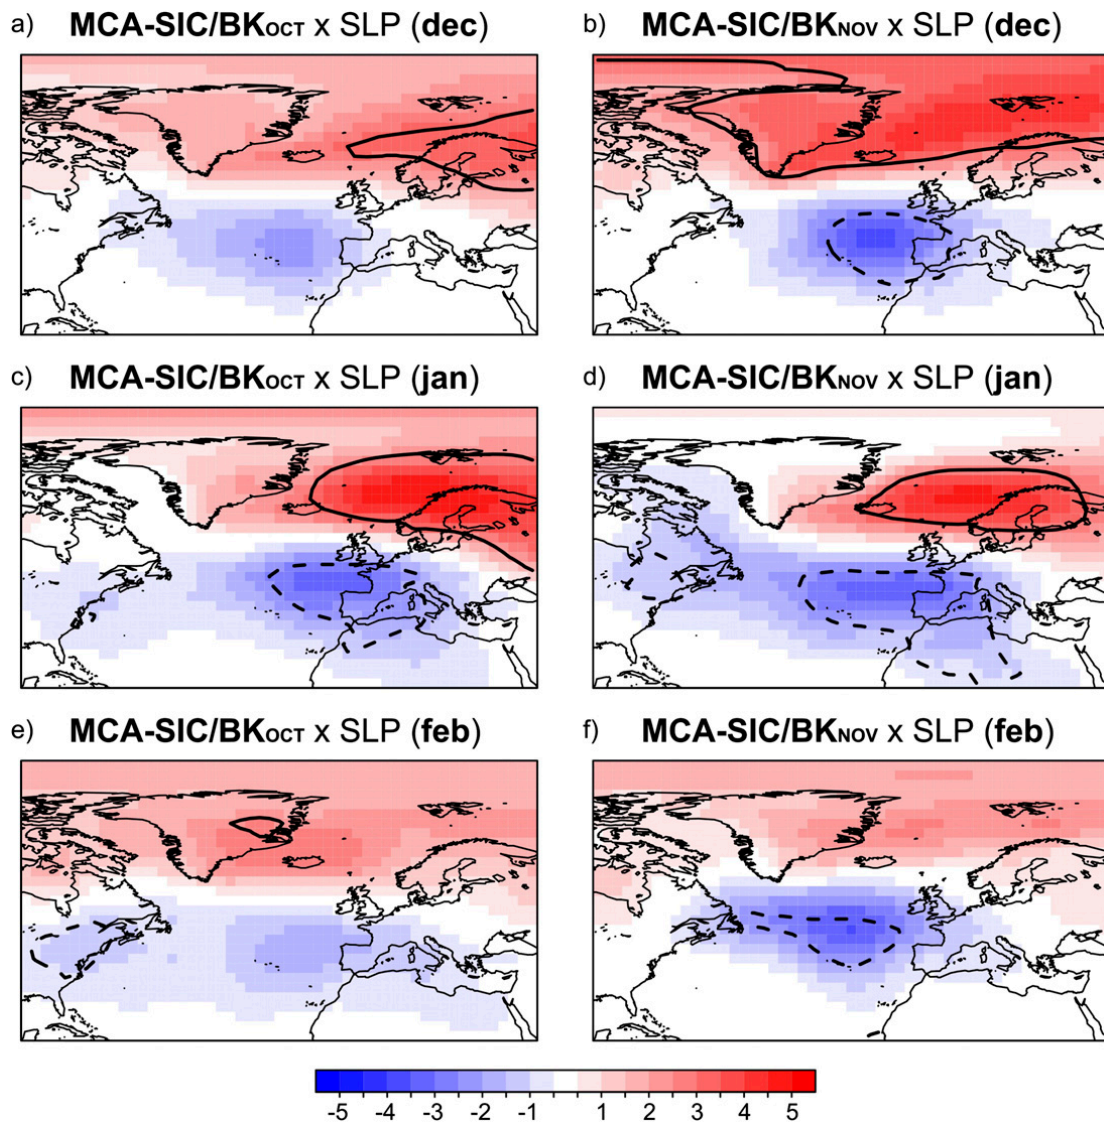 a) MCA-SIC/BKOCT x SLP (dec)
b) MCA-SIC/BKNOV x SLP (dec)
c) MCA-SIC/BKOCT x SLP (jan)
d) MCA-SIC/BKNOV x SLP (jan)
e) MCA-SIC/BKOCT x SLP (feb)
f) MCA-SIC/BKNOV x SLP (feb)
-5 -4 -3 -2 -1 1 2 3 4 5